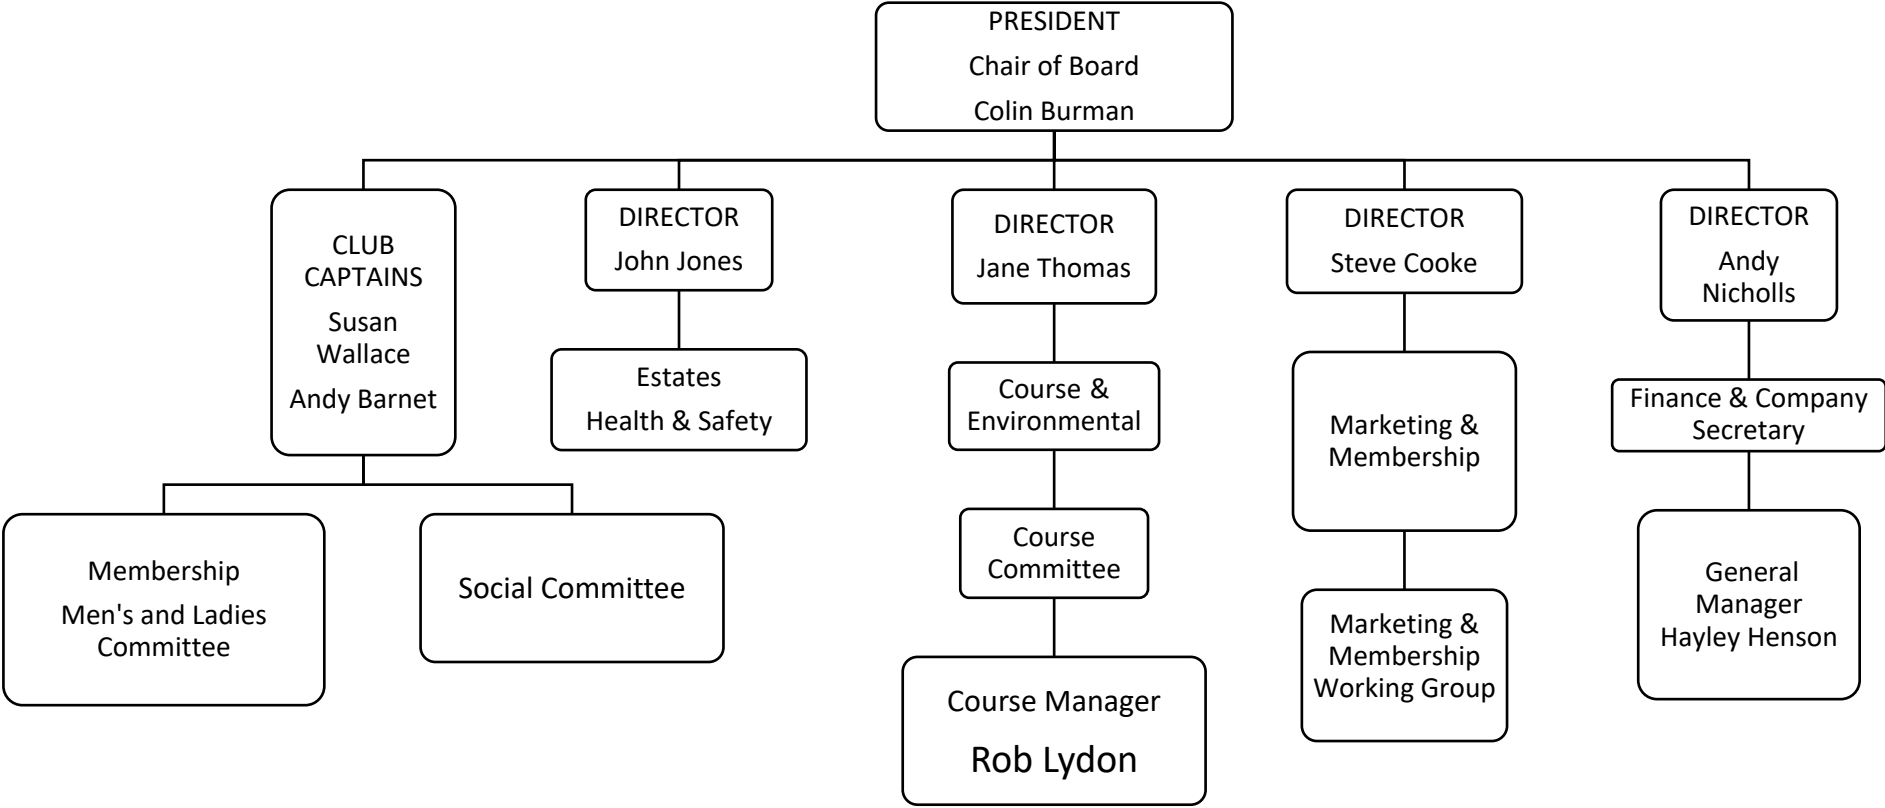 PRESIDENT
Chair of Board
Colin Burman
CLUB
CAPTAINS
Susan
Wallace
Andy Barnet
DIRECTOR
John Jones
DIRECTOR
Jane Thomas
DIRECTOR
Steve Cooke
DIRECTOR
Andy
Nicholls
Estates
Health & Safety
Course &
Environmental
Marketing &
Membership
Finance & Company
Secretary
Membership
Men's and Ladies
Committee
Social Committee
Course
Committee
Marketing &
Membership
Working Group
General
Manager
Hayley Henson
Course Manager
Rob Lydon